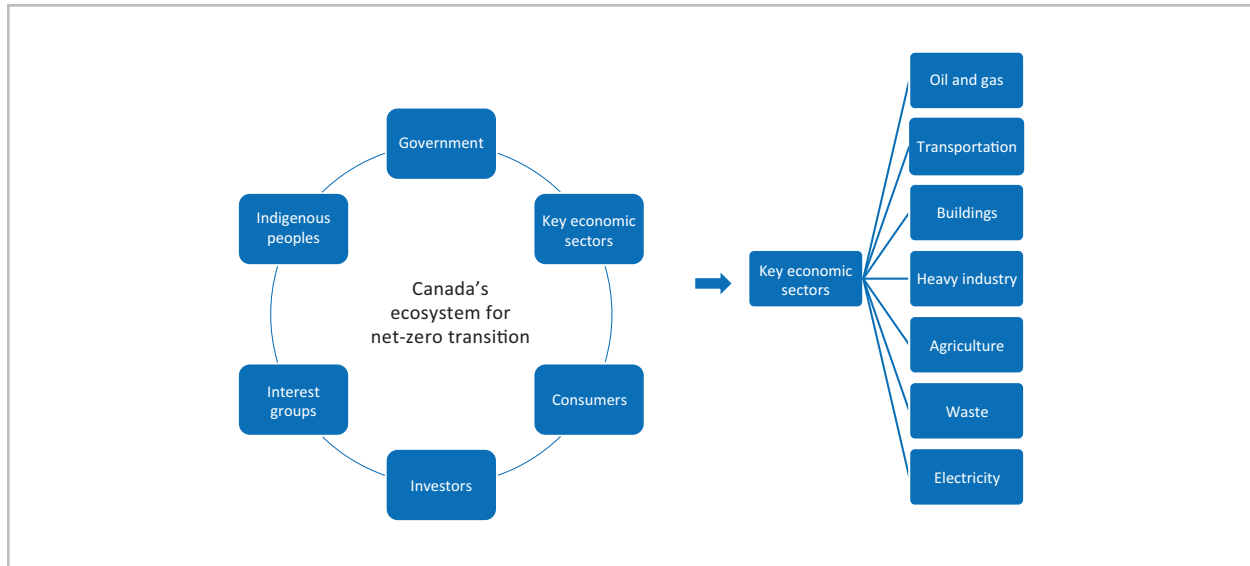 Government
Key economic
sectors
Consumers
Investors
Interest
groups
Indigenous
peoples
Canada’s
ecosystem for
net-zero transition
Key economic
sectors
Oil and gas
Transportation
Buildings
Heavy industry
Agriculture
Waste
Electricity